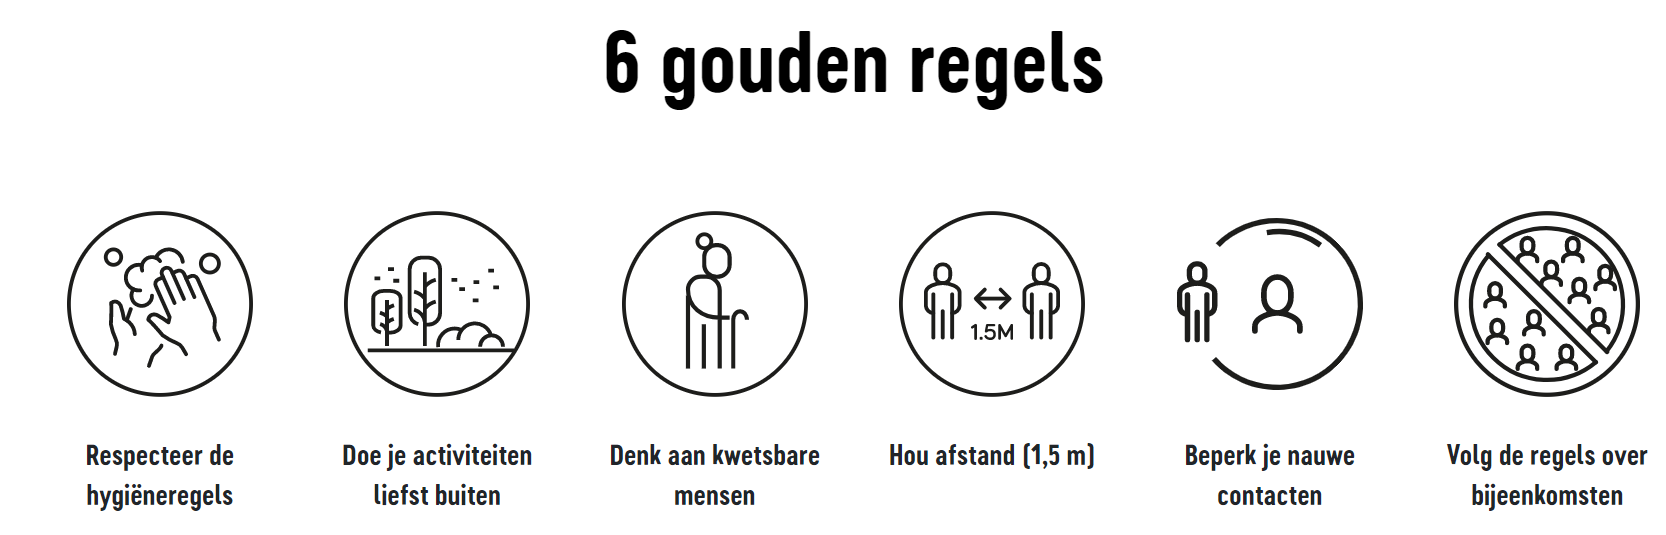 6 gouden regels
1.5M
Respecteer de
hygiëneregels
Doe je activiteiten
liefst buiten
Denk aan kwetsbare
mensen
Hou afstand (1,5 m)
Beperk je nauwe
contacten
Volg de regels over
bijeenkomsten